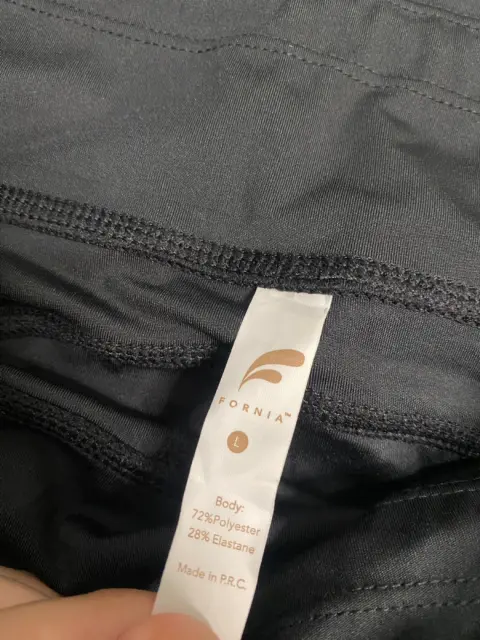 FORNIA™
L
Body:
72%Polyester
28% Elastane
Made in P.R.C.